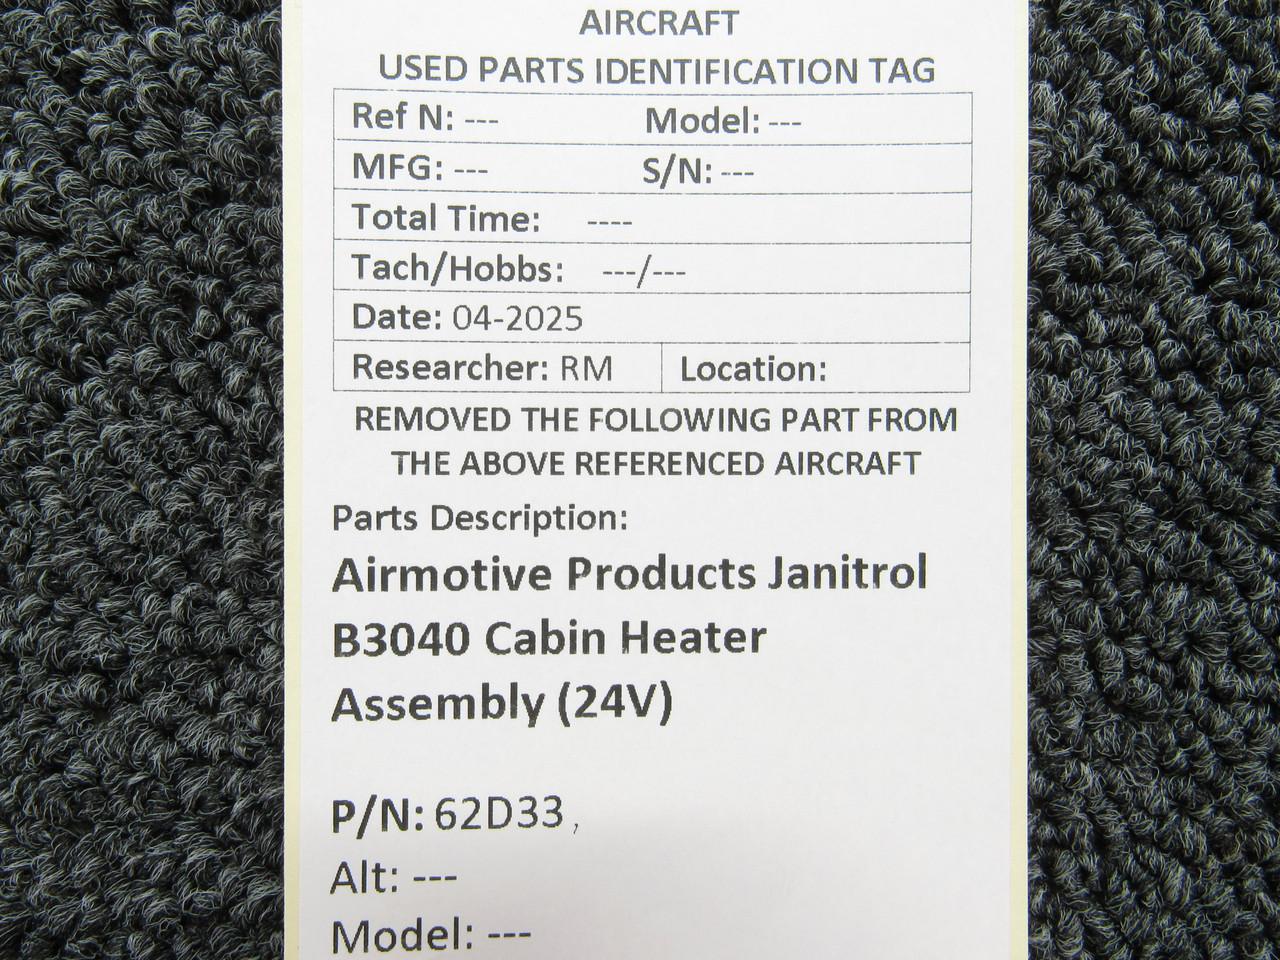 AIRCRAFT
USED PARTS IDENTIFICATION TAG
Ref N: --- Model: ---
MFG: --- S/N: ---
Total Time: ----
Tach/Hobbs: ---/---
Date: 04-2025
Researcher: RM Location:
REMOVED THE FOLLOWING PART FROM
THE ABOVE REFERENCED AIRCRAFT
Parts Description:
Airmotive Products Janitrol
B3040 Cabin Heater
Assembly (24V)
P/N: 62D33 ,
Alt: ---
Model: ---